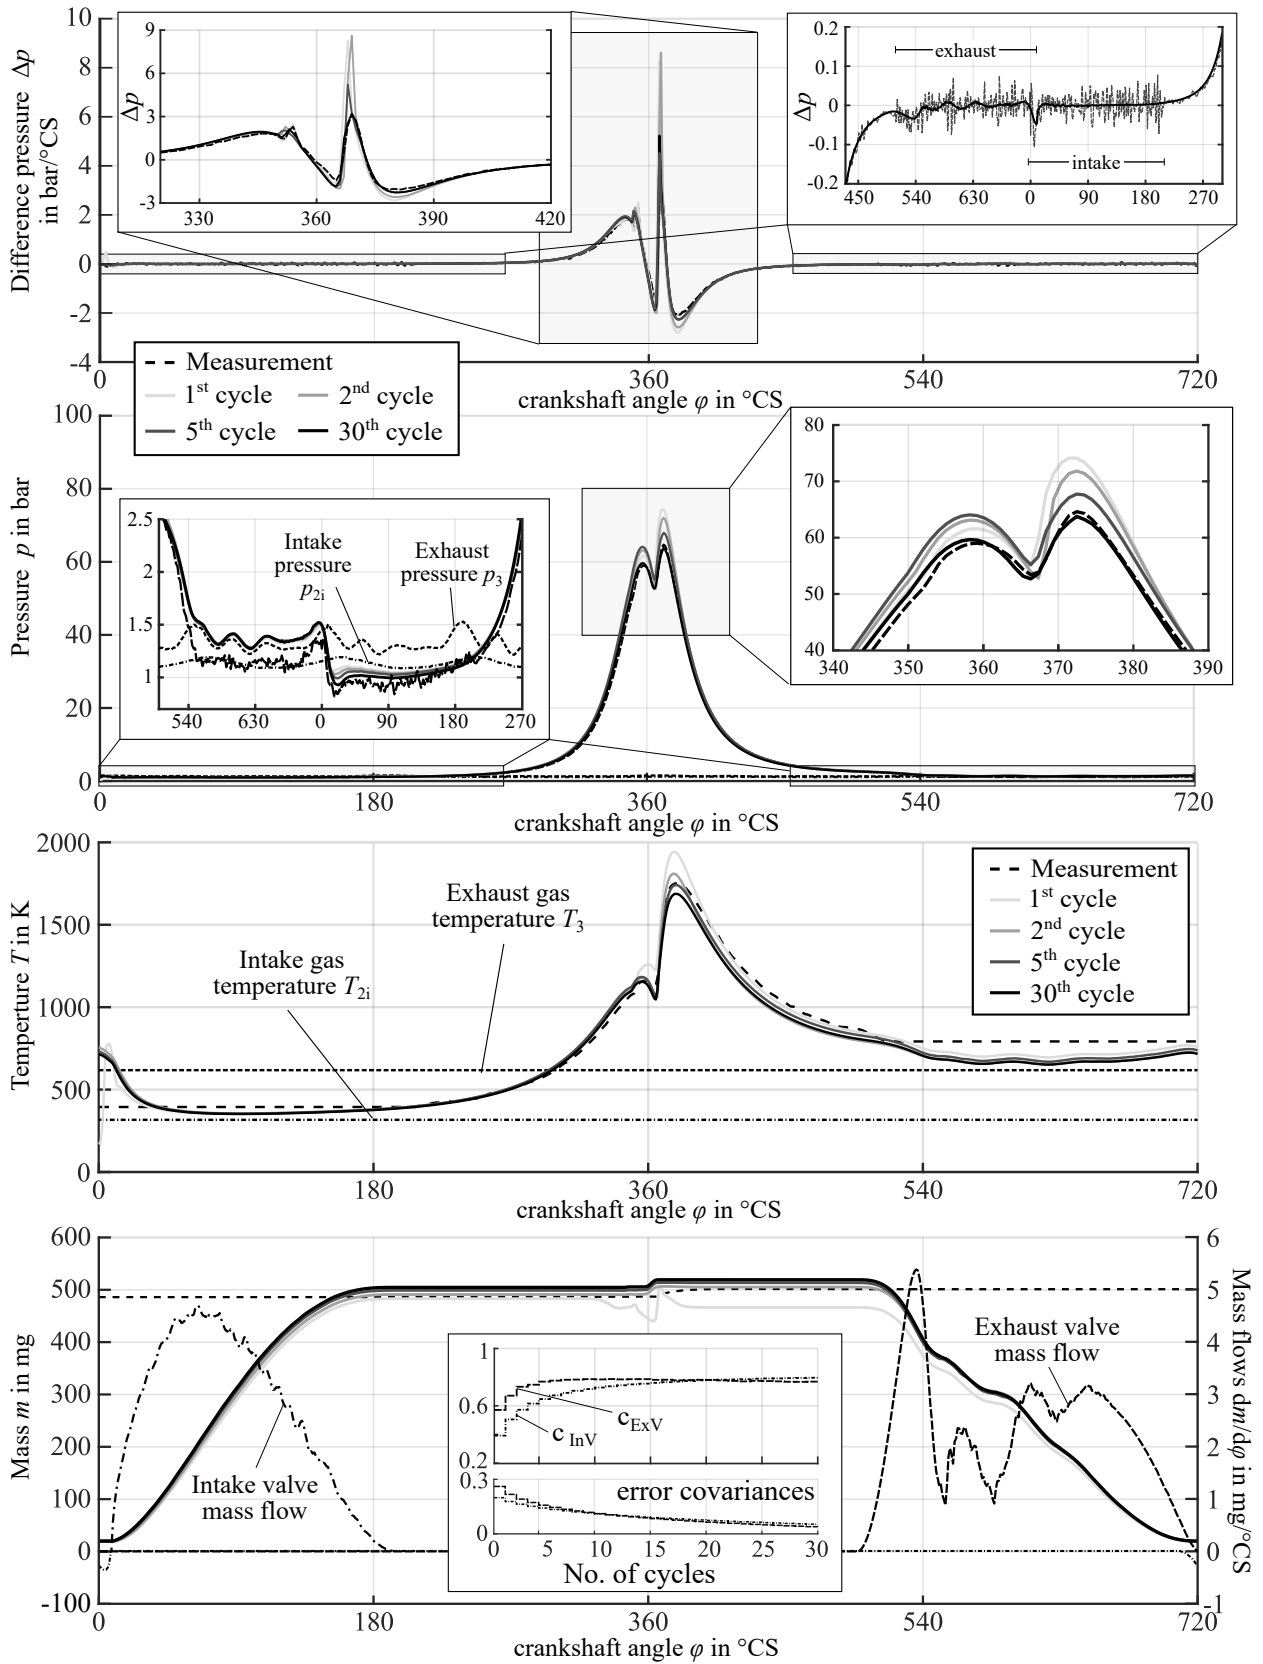 Difference pressure Δp
in bar/°CS
10
8
6
4
2
0
-2
-4
0
360
540
720
crankshaft angle φ in °CS
Δp
9
6
3
0
-3
330
360
390
420
Δp
0.2
0.1
0
-0.1
-0.2
exhaust
intake
450
540
630
0
90
180
270
300
Measurement
1st cycle
2nd cycle
5th cycle
30th cycle
Pressure p in bar
100
80
60
40
20
0
0
180
360
540
720
crankshaft angle φ in °CS
2.5
2
1.5
1
Intake
pressure
p2i
Exhaust
pressure p3
540
630
0
90
180
270
80
70
60
50
40
340
350
360
370
380
390
Temperture T in K
2000
1500
1000
500
0
0
180
360
540
720
crankshaft angle φ in °CS
Exhaust gas
temperature T3
Intake gas
temperature T2i
Measurement
1st cycle
2nd cycle
5th cycle
30th cycle
Mass m in mg
600
500
400
300
200
100
0
-100
Mass flows dm/dφ in mg/°CS
6
5
4
3
2
1
0
-1
0
180
360
540
720
crankshaft angle φ in °CS
Intake valve
mass flow
Exhaust valve
mass flow
1
0.6
0.2
cExV
c InV
0.3
0
error covariances
0
5
10
15
20
25
30
No. of cycles